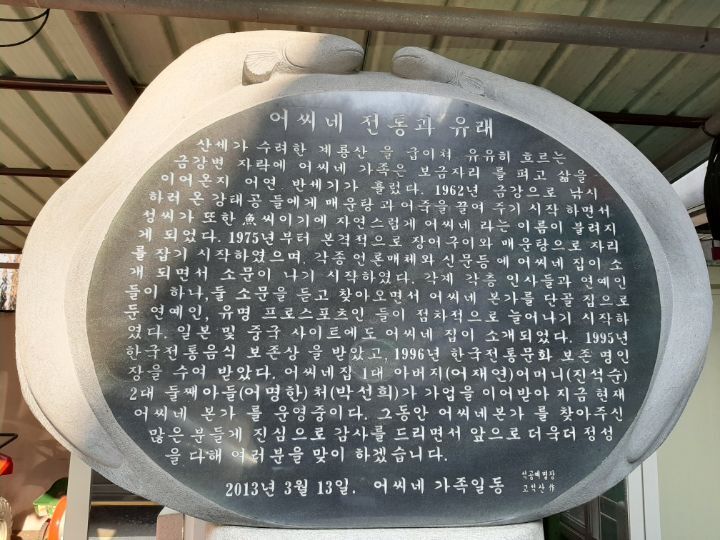 어씨네 전통과 유래
산세가 수려한 계룡산 을 굽이쳐 유유히 흐르는
금강변 자락에 어씨네 가족은 보금자리 를 펴고 삶을
이어온지 어언 반세기가 흘렀다. 1962년 금강으로 낚시
하러 온 강태공 들에게 매운탕과 어죽을 끓여 주기 시작 하면서
성씨가 또한 魚씨이기에 자연스럽게 어씨네 라는 이름이 불려지
게 되었다. 1975년 부터 본격적으로 장어구이와 매운탕으로 자리
를 잡기 시작하였으며, 각종 언론매체와 신문등 에 어씨네 집이 소
개 되면서 소문이 나기 시작하였다. 각계 각층 인사들과 연예인
들이 하나,둘 소문을 듣고 찾아오면서 어씨네 본가를 단골 집으로
둔 연예인, 유명 프로스포츠인 들이 점차적으로 늘어나기 시작하
였다. 일본 및 중국 사이트에도 어씨네 집이 소개되었다. 1995년
한국전통음식 보존상 을 받았고, 1996년 한국전통문화 보존 명인
장을 수여 받았다. 어씨네집 1대 아버지(어재연)어머니(진석순)
2대 둘째아들(어명한)처(박선희)가 가업을 이어받아 지금 현재
어씨네 본가 를 운영중이다. 그동안 어씨네본가 를 찾아주신
많은 분들게 진심으로 감사를 드리면서 앞으로 더욱더 정성
을 다해 여러분을 맞이 하겠습니다.
2013년 3월 13일. 어씨네 가족일동
석공예명장
고석산 作